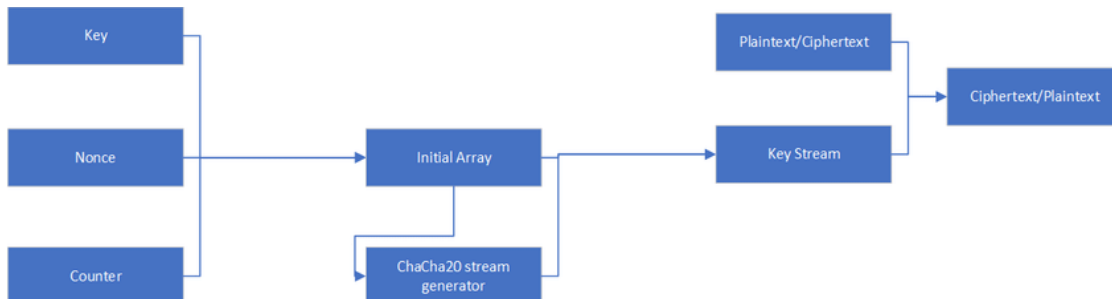 Key
Nonce
Counter
Initial Array
ChaCha20 stream
generator
Plaintext/Ciphertext
Key Stream
Ciphertext/Plaintext